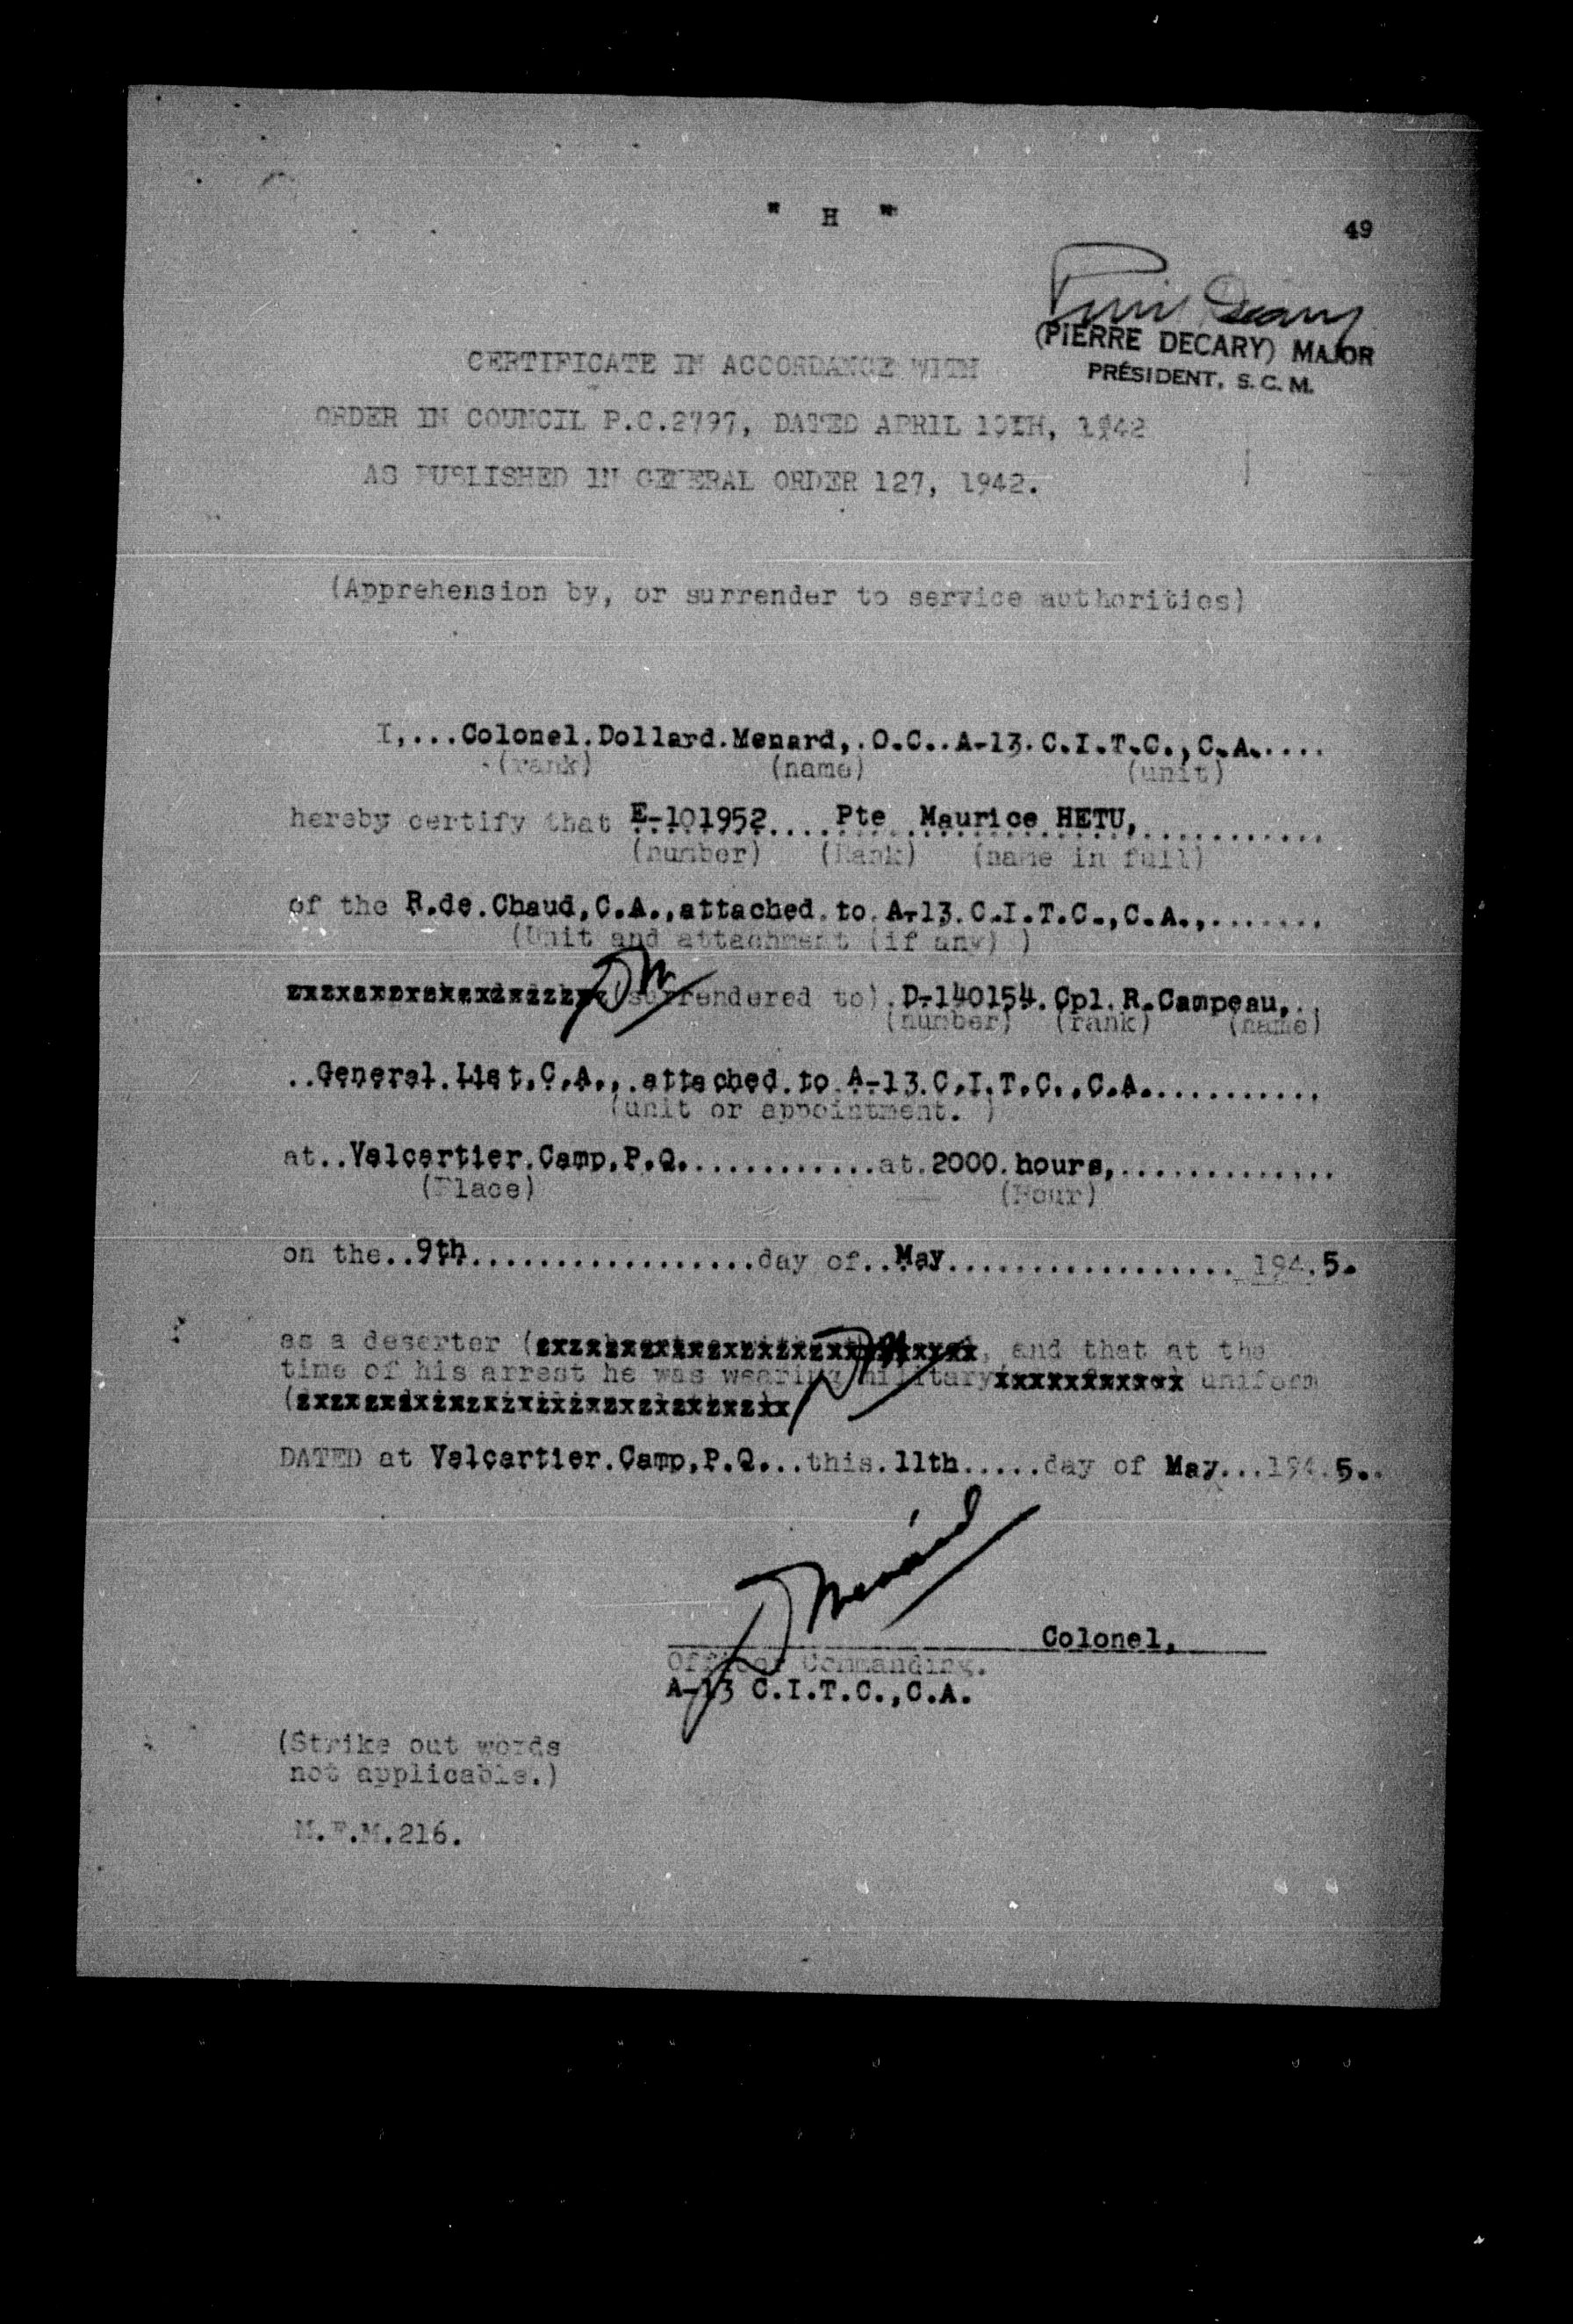 " H "
49
(PIERRE DECARY) MAJOR
PRÉSIDENT, S.C.M.
CERTIFICATE IN ACCORDANCE WITH
ORDER IN COUNCIL P.C.2797, DATED APRIL 10TH, 1942
AS PUBLISHED IN GENERAL ORDER 127, 1942.
(Apprehension by, or surrender to service authorities)
I,...Colonel.Dollard.Menard,.O.C..A-13.C.I.T.C.,C.A.....
(rank) (name) (unit)
hereby certify that E-101952....Pte Maurice HETU,............
(number) (Rank) (name in full)
of the R.de.Chaud,C.A.,attached.to.A-13.C.I.T.C.,C.A.,.......
(Unit and attachment (if any) )
(surrendered to).D-140154.Cpl.R.Campeau,..
(number) (rank) (name)
..General.List,C.A.,.attached.to.A-13.C.I.T.C.,C.A...........
(unit or appointment. )
at..Valcartier.Camp,P.Q.............at.2000.hours,..............
(Place) (Hour)
on the..9th..................day of..May.................. 194.5.
as a deserter ( , and that at the
time of his arrest he was wearing military uniform
(
DATED at Valcartier.Camp,P.Q...this.11th.....day of May...194.5..
D Menard
Colonel,
Officer Commanding.
A-13 C.I.T.C.,C.A.
(Strike out words
not applicable.)
M.F.M.216.